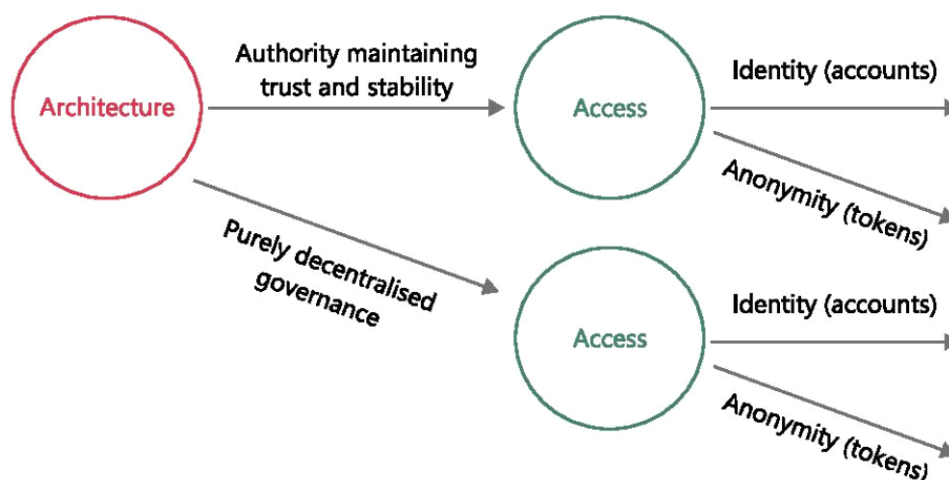 Authority maintaining
trust and stability
Architecture
Access
Identity (accounts)
Anonymity (tokens)
Purely decentralised
governance
Access
Identity (accounts)
Anonymity (tokens)